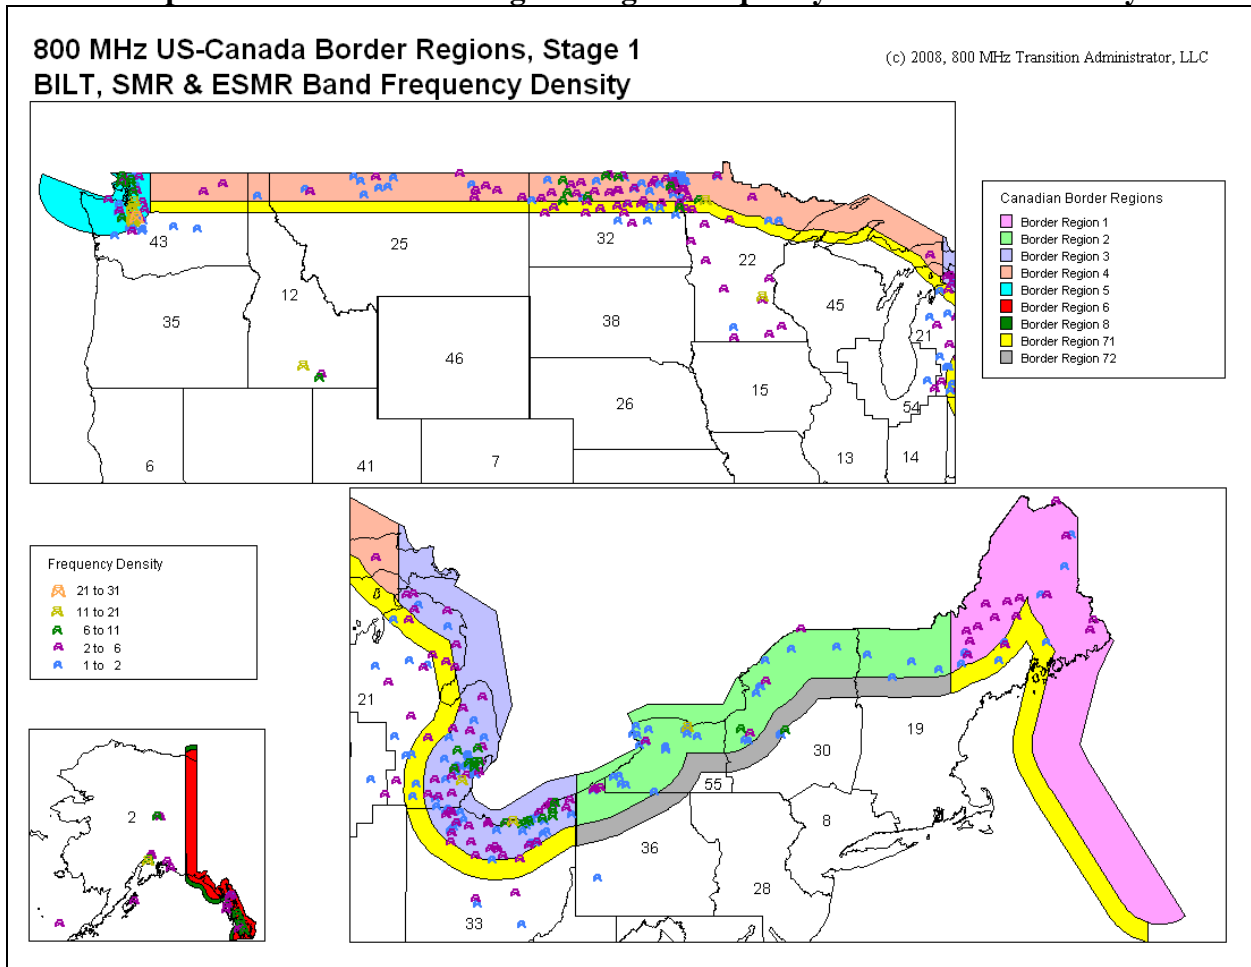 800 MHz US-Canada Border Regions, Stage 1
BILT, SMR & ESMR Band Frequency Density
(c) 2008, 800 MHz Transition Administrator, LLC
43
25
32
22
12
35
38
45
21
46
15
26
54
6
41
7
13
14
Canadian Border Regions
Border Region 1
Border Region 2
Border Region 3
Border Region 4
Border Region 5
Border Region 6
Border Region 8
Border Region 71
Border Region 72
Frequency Density
21 to 31
11 to 21
6 to 11
2 to 6
1 to 2
2
21
19
30
55
8
36
28
33